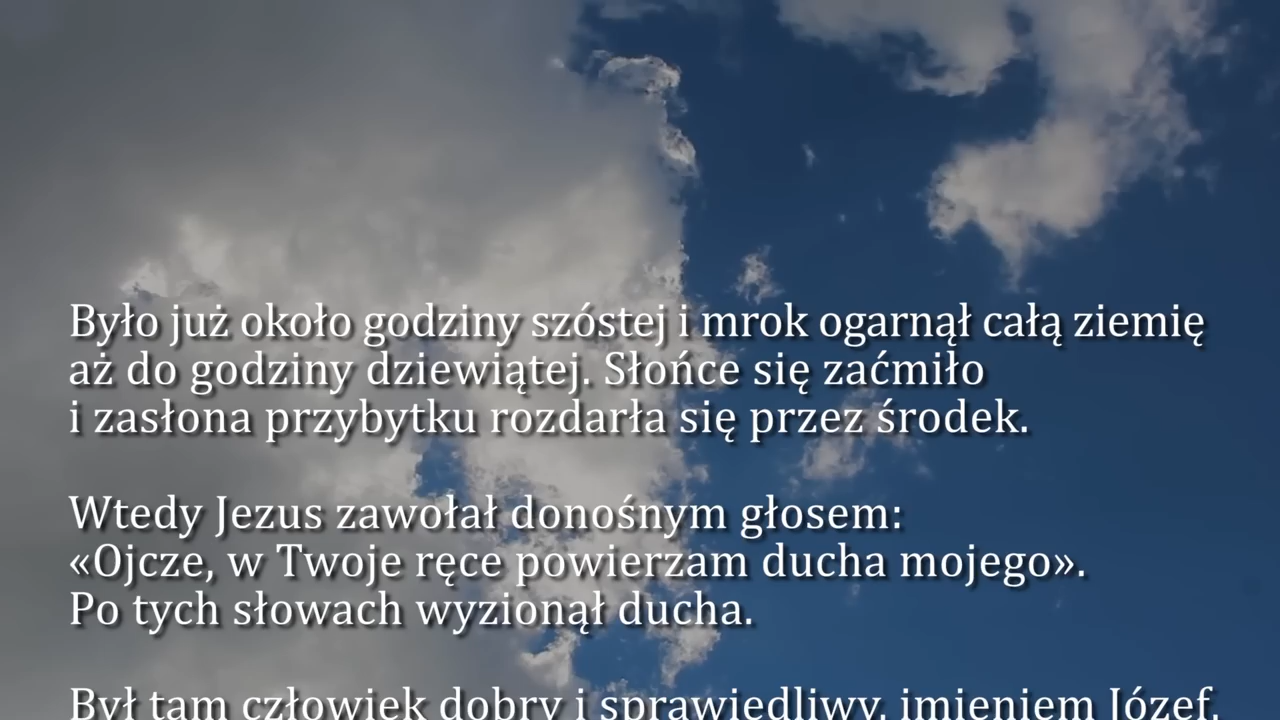 Było już około godziny szóstej i mrok ogarnął całą ziemię
aż do godziny dziewiątej. Słońce się zaćmiło
i zasłona przybytku rozdarła się przez środek.
Wtedy Jezus zawołał donośnym głosem:
«Ojcze, w Twoje ręce powierzam ducha mojego».
Po tych słowach wyzionął ducha.
Był tam człowiek dobry i sprawiedliwy, imieniem Józef,